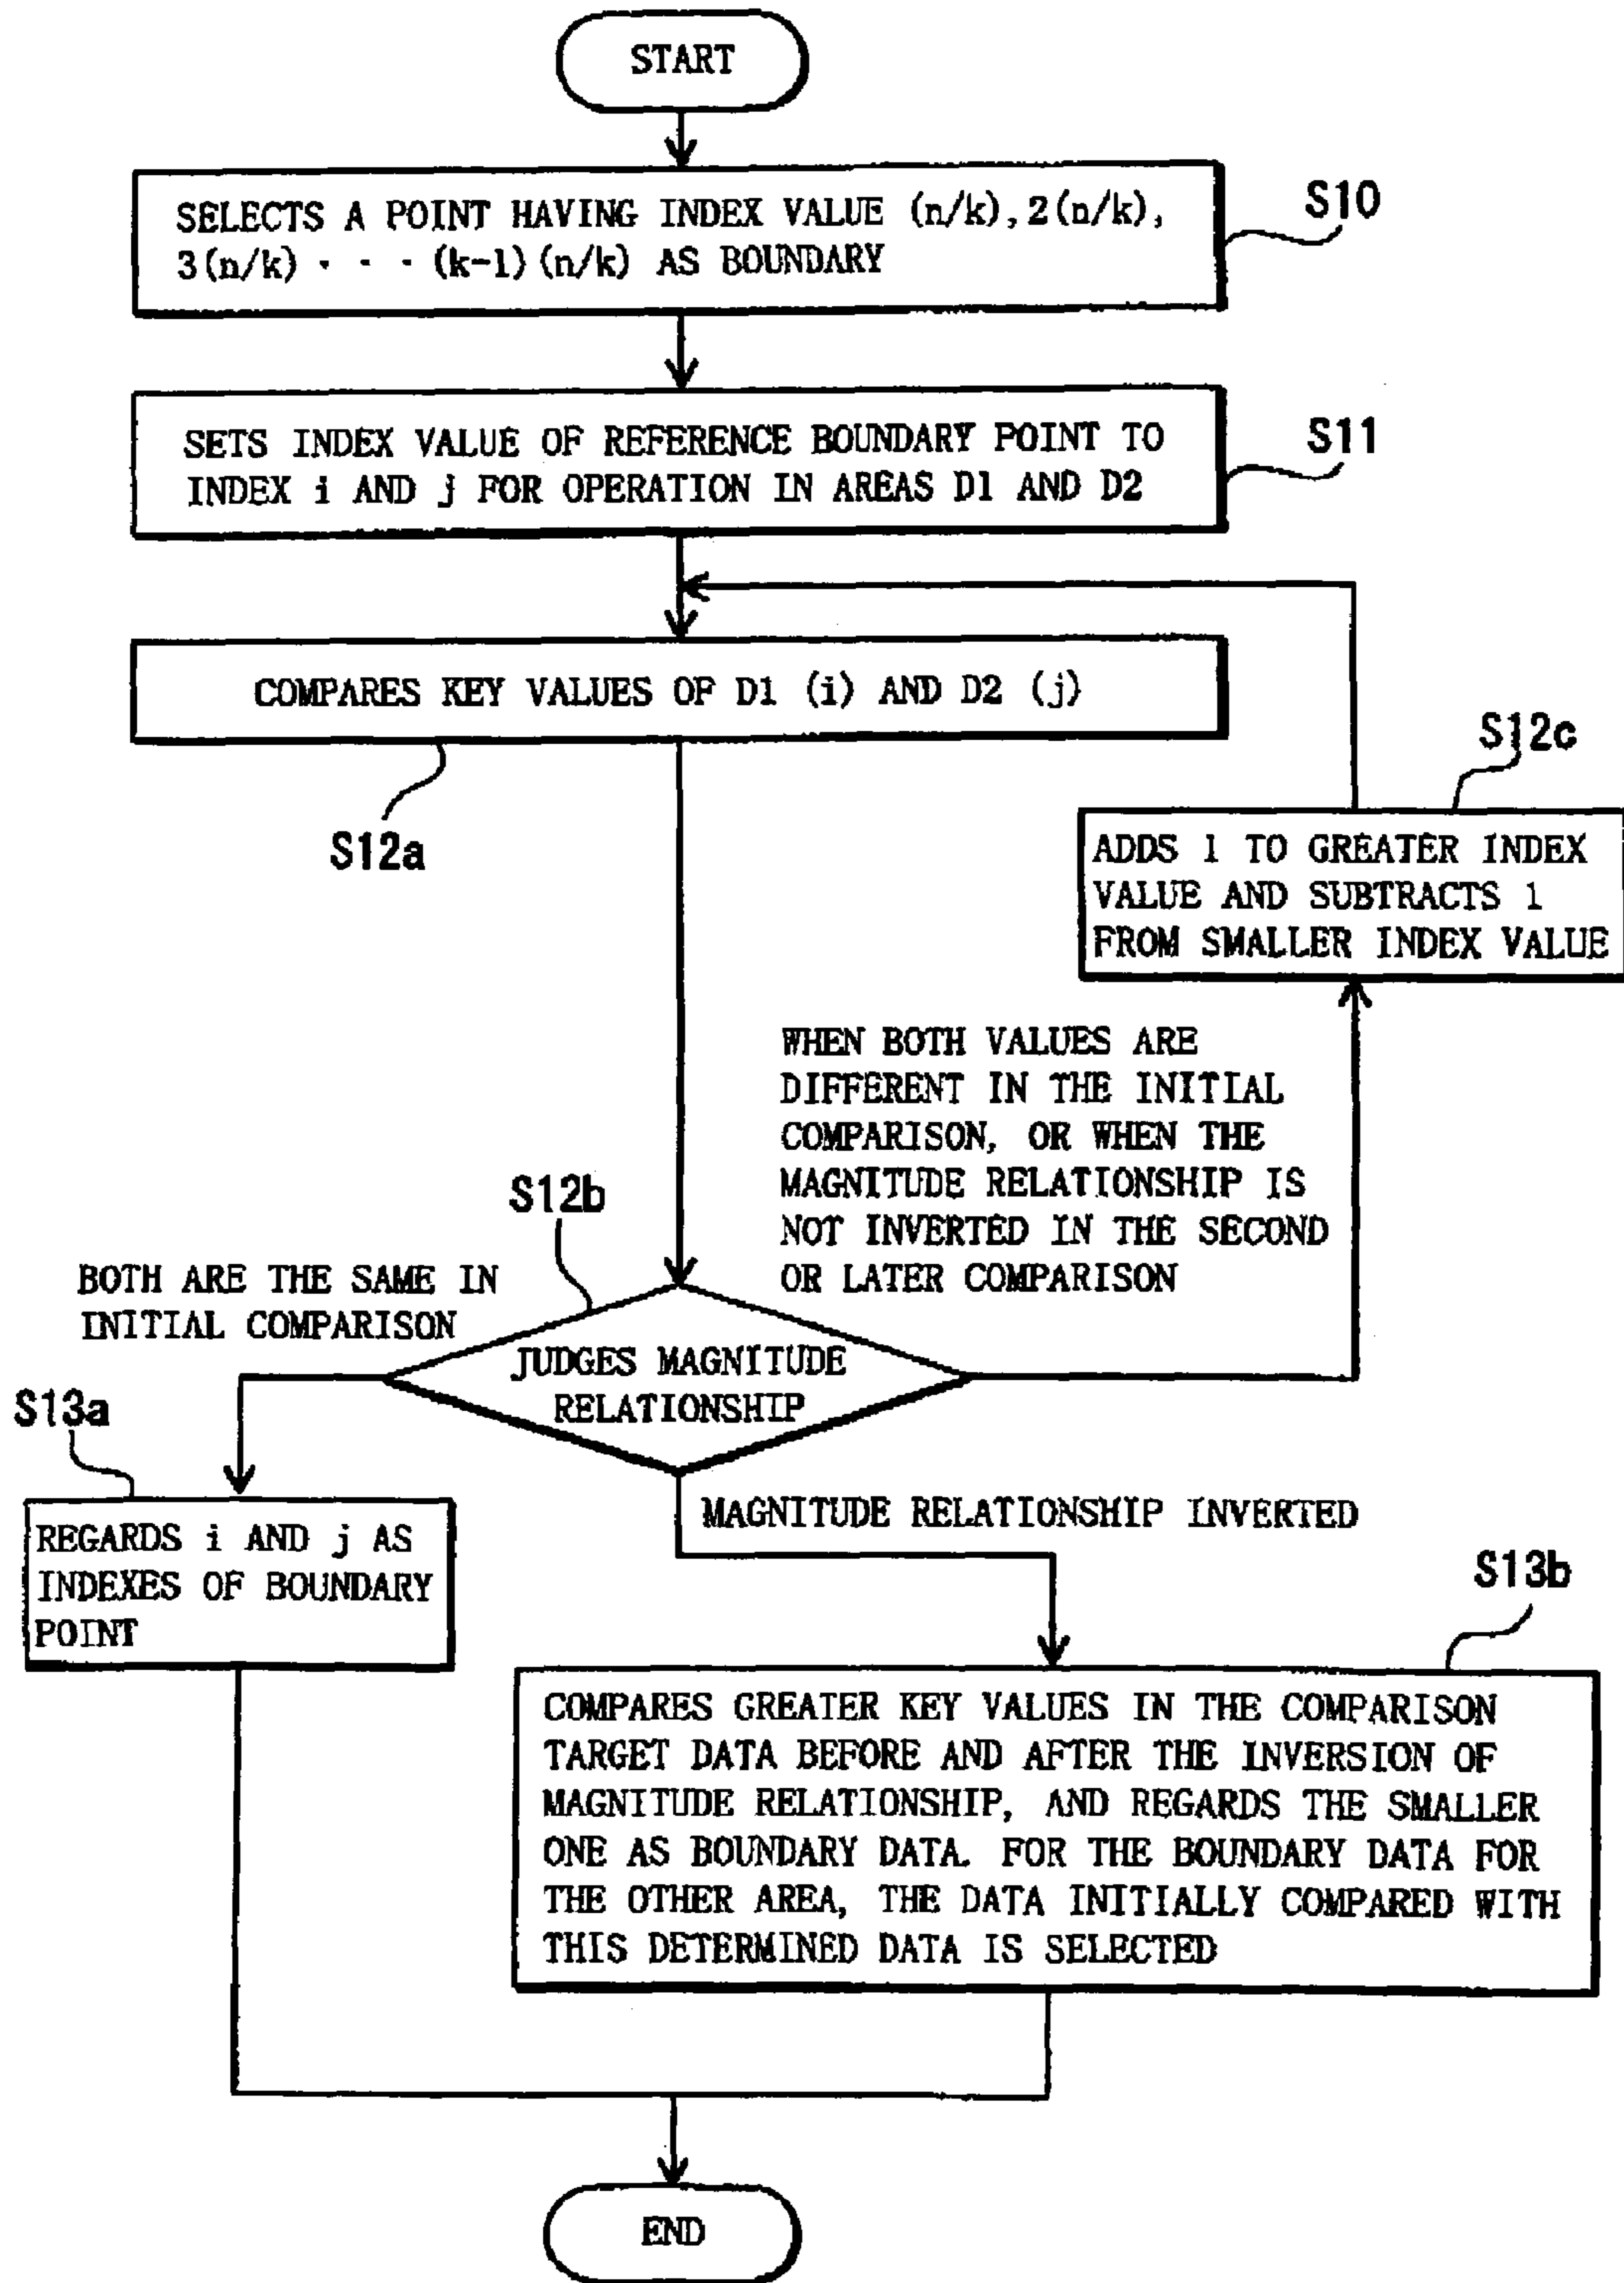 START
SELECTS A POINT HAVING INDEX VALUE (n/k), 2(n/k),
3(n/k) · · · (k-1)(n/k) AS BOUNDARY
S10
SETS INDEX VALUE OF REFERENCE BOUNDARY POINT TO
INDEX i AND j FOR OPERATION IN AREAS D1 AND D2
S11
COMPARES KEY VALUES OF D1 (i) AND D2 (j)
S12a
S12c
ADDS 1 TO GREATER INDEX
VALUE AND SUBTRACTS 1
FROM SMALLER INDEX VALUE
WHEN BOTH VALUES ARE
DIFFERENT IN THE INITIAL
COMPARISON, OR WHEN THE
MAGNITUDE RELATIONSHIP IS
NOT INVERTED IN THE SECOND
OR LATER COMPARISON
S12b
BOTH ARE THE SAME IN
INITIAL COMPARISON
JUDGES MAGNITUDE
RELATIONSHIP
S13a
REGARDS i AND j AS
INDEXES OF BOUNDARY
POINT
MAGNITUDE RELATIONSHIP INVERTED
S13b
COMPARES GREATER KEY VALUES IN THE COMPARISON
TARGET DATA BEFORE AND AFTER THE INVERSION OF
MAGNITUDE RELATIONSHIP, AND REGARDS THE SMALLER
ONE AS BOUNDARY DATA. FOR THE BOUNDARY DATA FOR
THE OTHER AREA, THE DATA INITIALLY COMPARED WITH
THIS DETERMINED DATA IS SELECTED
END